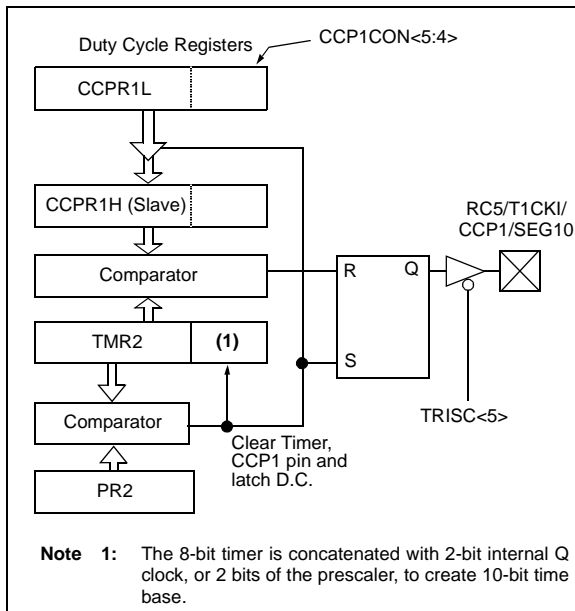 Duty Cycle Registers
CCP1CON<5:4>
CCPR1L
CCPR1H (Slave)
RC5/T1CKI/
CCP1/SEG10
Comparator
R
Q
TMR2
(1)
S
Comparator
TRISC<5>
Clear Timer,
CCP1 pin and
latch D.C.
PR2
Note 1: The 8-bit timer is concatenated with 2-bit internal Q
clock, or 2 bits of the prescaler, to create 10-bit time
base.